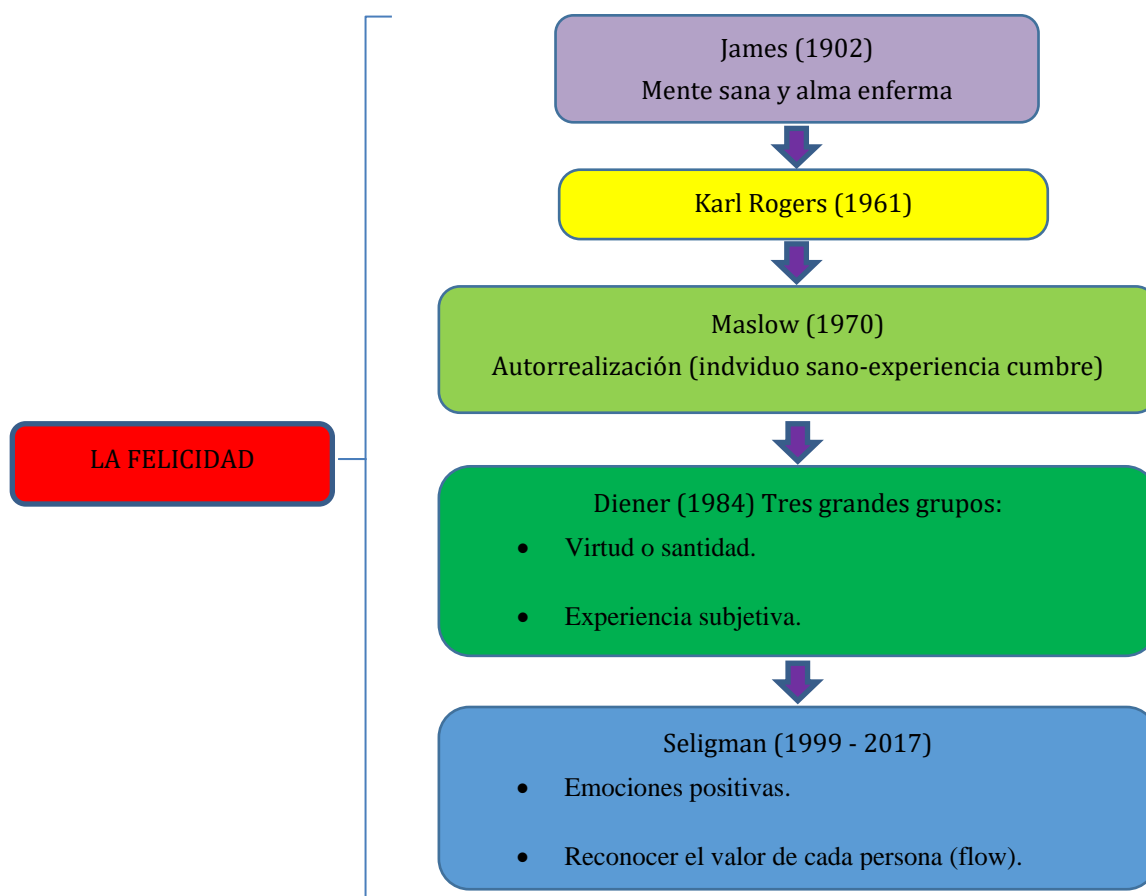 James (1902)
Mente sana y alma enferma
Karl Rogers (1961)
Maslow (1970)
Autorrealización (indviduo sano-experiencia cumbre)
LA FELICIDAD
Diener (1984) Tres grandes grupos:
• Virtud o santidad.
• Experiencia subjetiva.
Seligman (1999 - 2017)
• Emociones positivas.
• Reconocer el valor de cada persona (flow).